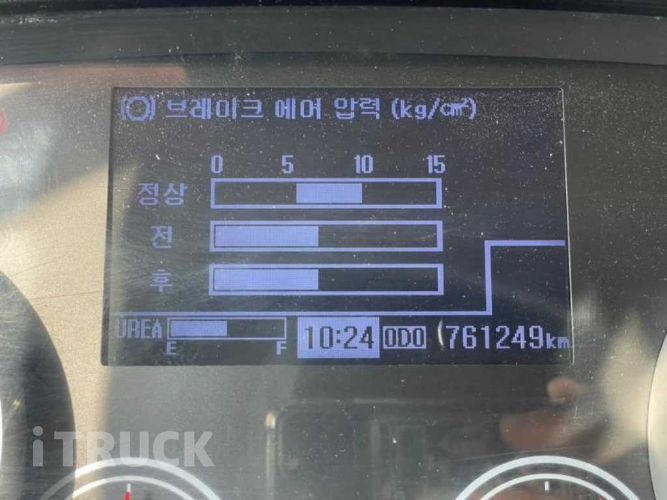 브레이크 에어 압력 (kg/㎠)
0 5 10 15
정상
전
후
UREA E F 10:24 ODO 761249km
iTRUCK